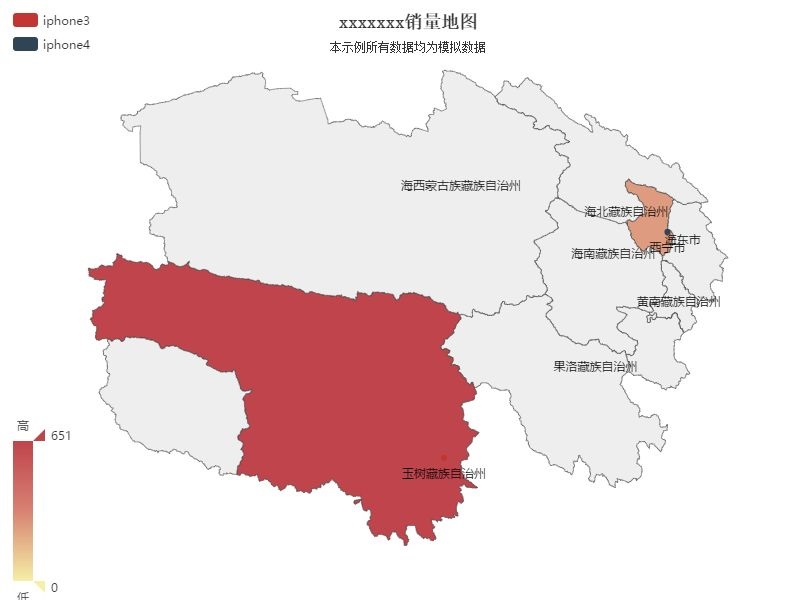 iphone3
iphone4
xxxxxxx销量地图
本示例所有数据均为模拟数据
海西蒙古族藏族自治州
海北藏族自治州
海东市
西宁市
海南藏族自治州
黄南藏族自治州
果洛藏族自治州
玉树藏族自治州
高
651
0
低